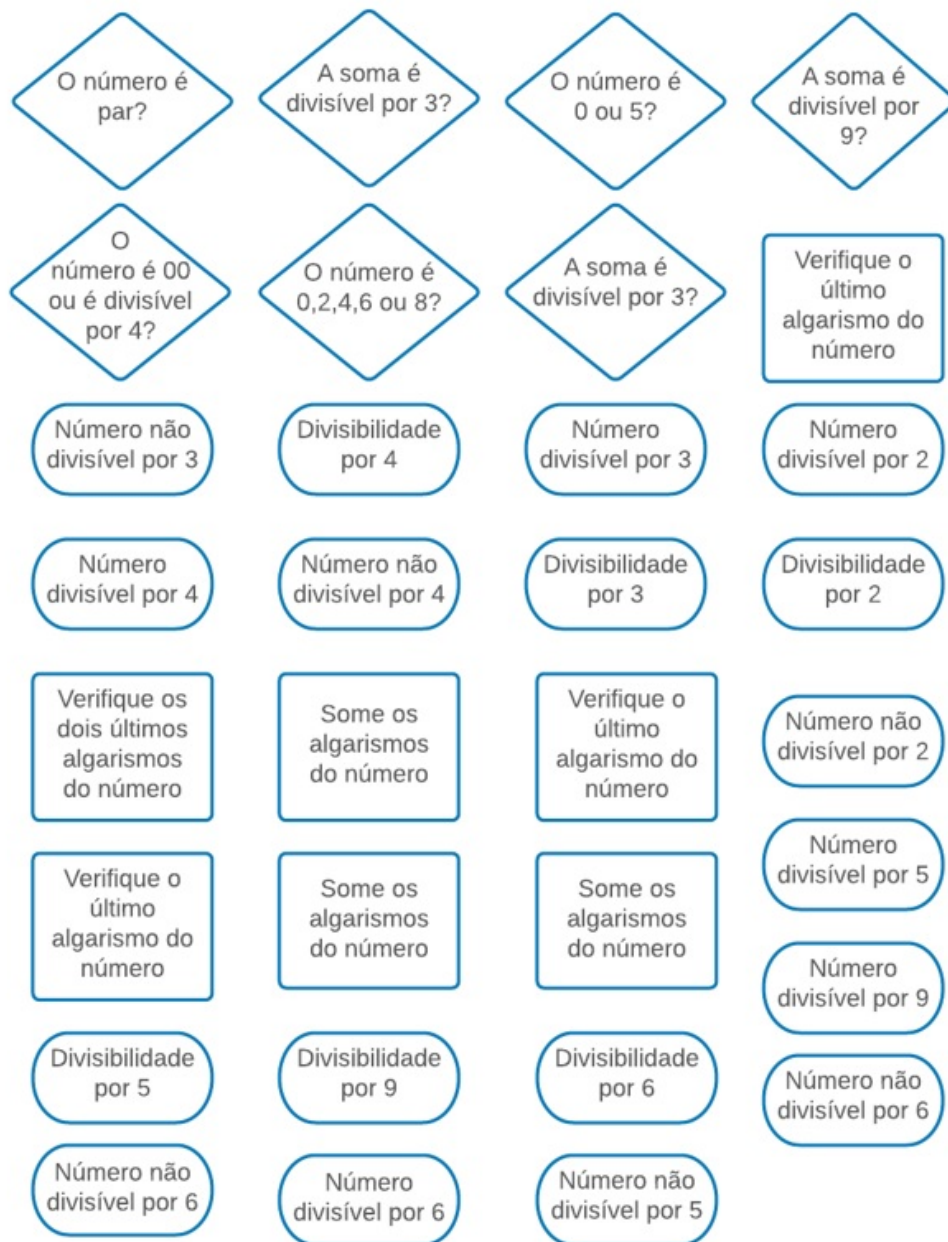 O número é
par?
A soma é
divisível por 3?
O número é
0 ou 5?
A soma é
divisível por
9?
O
número é 00
ou é divisível
por 4?
O número é
0,2,4,6 ou 8?
A soma é
divisível por 3?
Verifique o
último
algarismo do
número
Número não
divisível por 3
Divisibilidade
por 4
Número
divisível por 3
Número
divisível por 2
Número
divisível por 4
Número não
divisível por 4
Divisibilidade
por 3
Divisibilidade
por 2
Verifique os
dois últimos
algarismos
do número
Some os
algarismos
do número
Verifique o
último
algarismo do
número
Número não
divisível por 2
Verifique o
último
algarismo do
número
Some os
algarismos
do número
Some os
algarismos
do número
Número
divisível por 5
Número
divisível por 9
Divisibilidade
por 5
Divisibilidade
por 9
Divisibilidade
por 6
Número não
divisível por 6
Número não
divisível por 6
Número
divisível por 6
Número não
divisível por 5